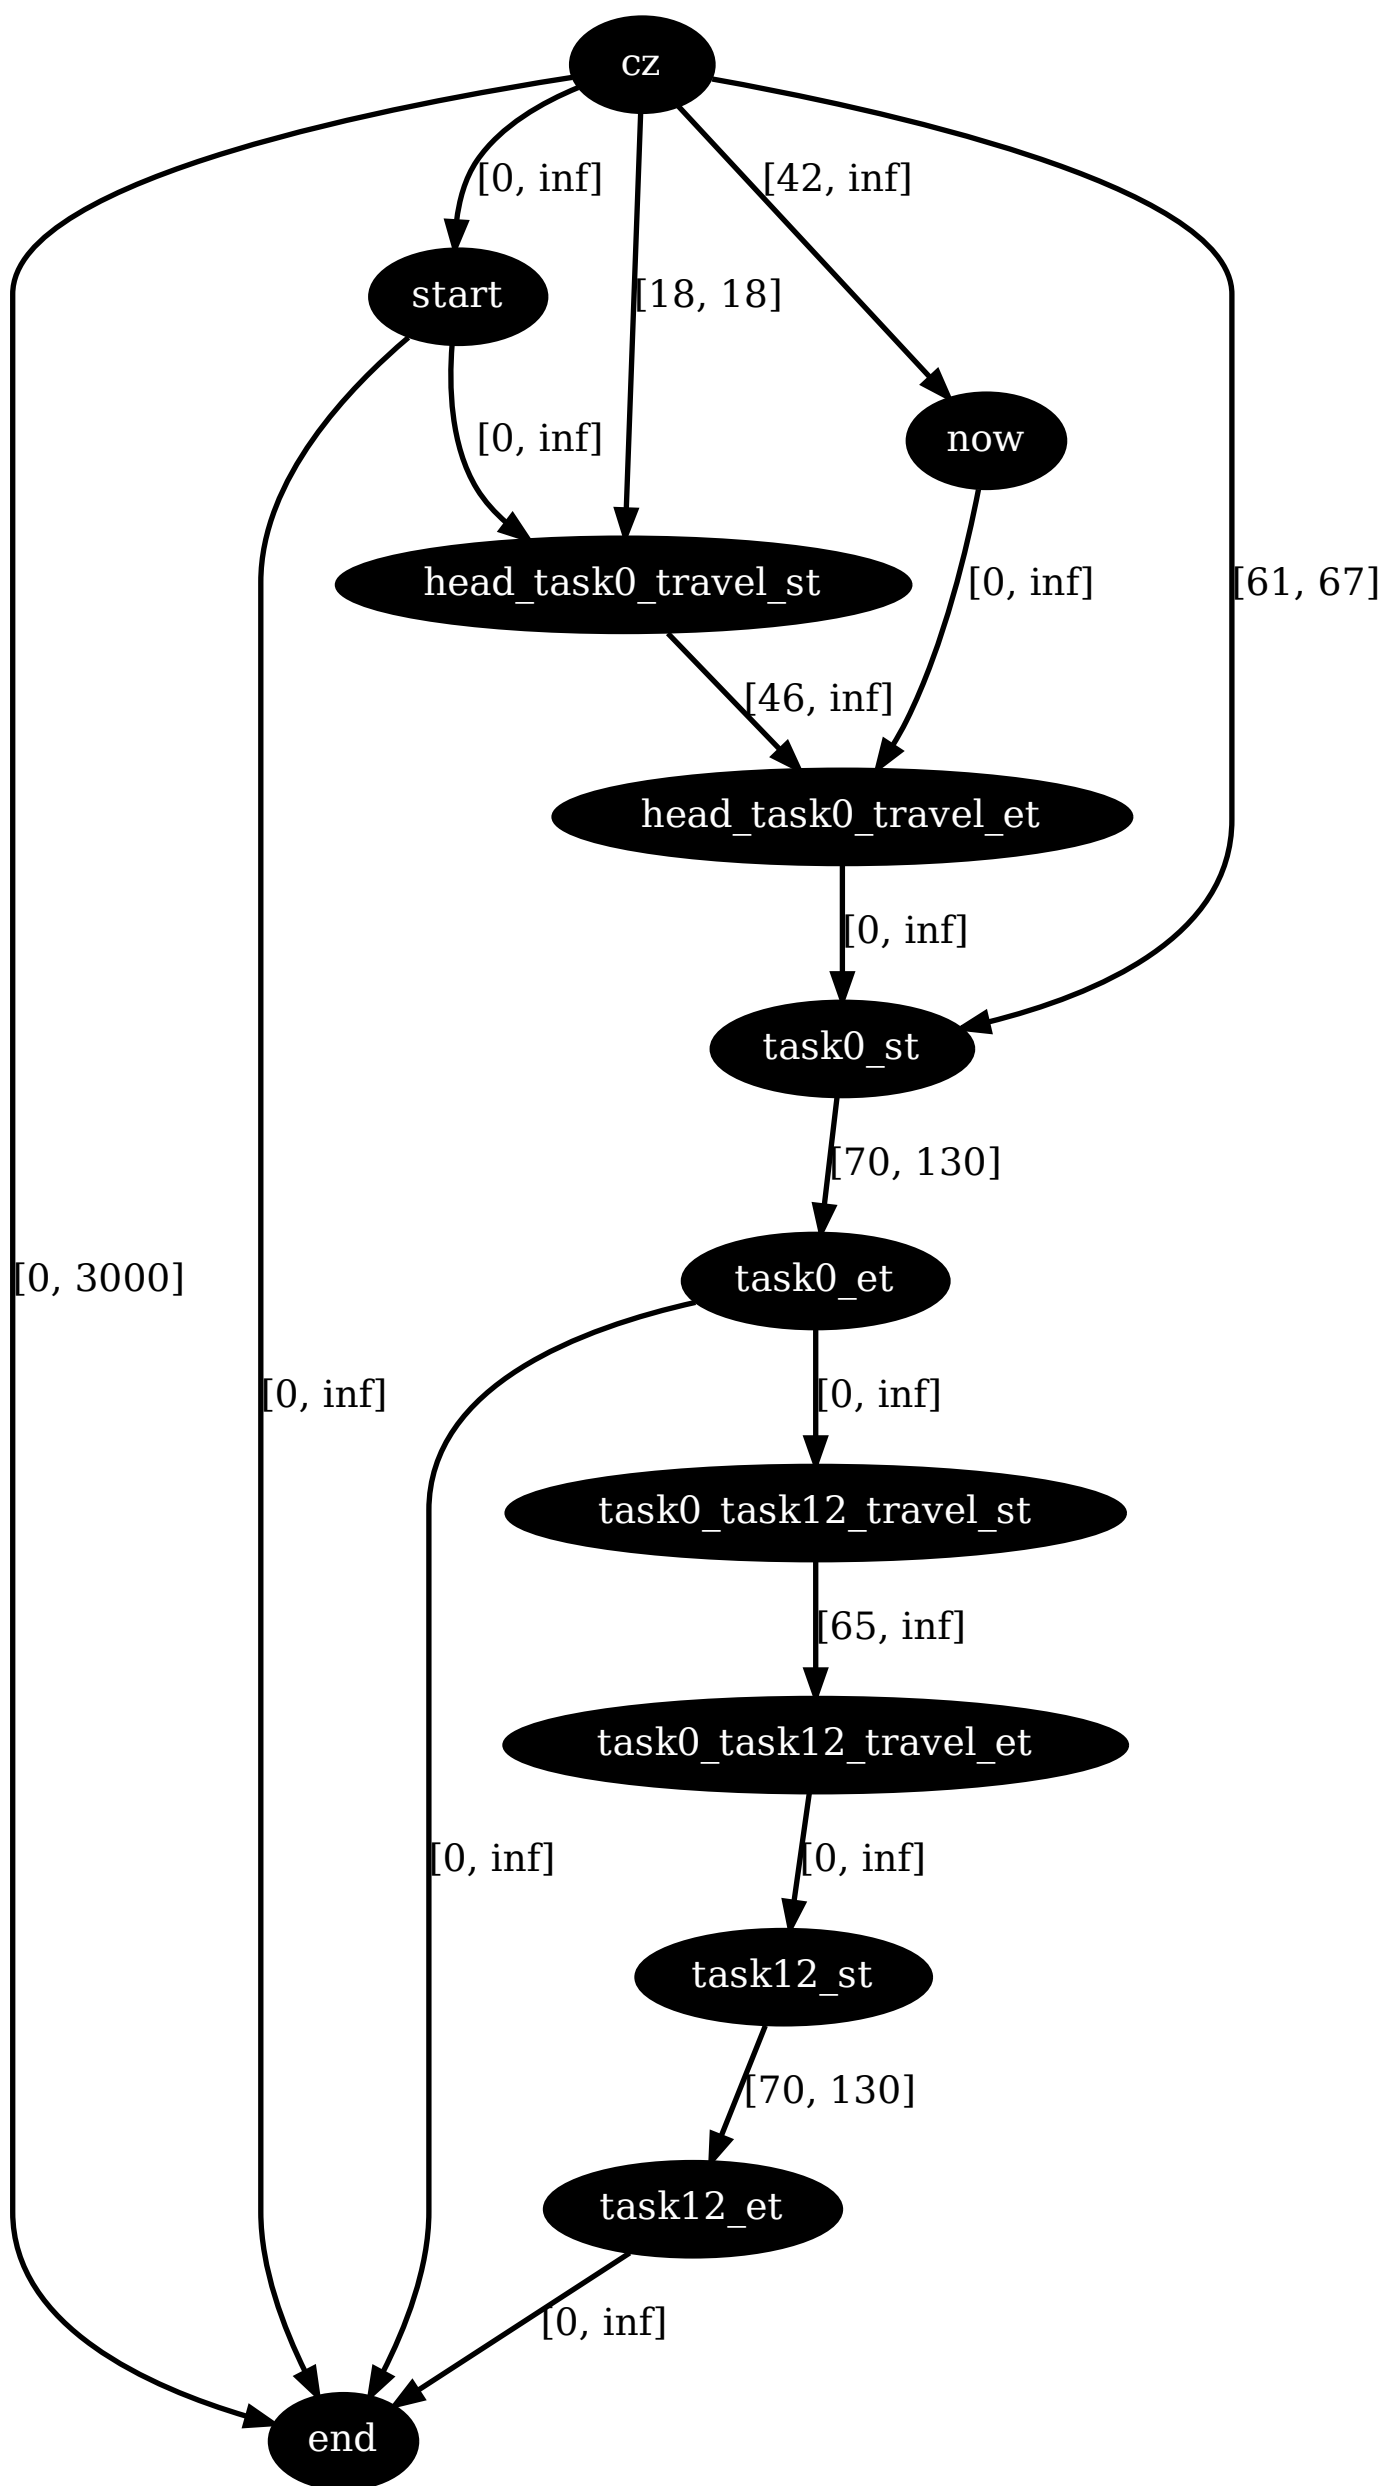 cz
[0, inf]
[42, inf]
start
[18, 18]
now
[0, inf]
head_task0_travel_st
[0, inf]
[61, 67]
[46, inf]
head_task0_travel_et
[0, inf]
task0_st
[70, 130]
task0_et
[0, 3000]
[0, inf]
[0, inf]
task0_task12_travel_st
[65, inf]
task0_task12_travel_et
[0, inf]
[0, inf]
task12_st
[70, 130]
task12_et
[0, inf]
end